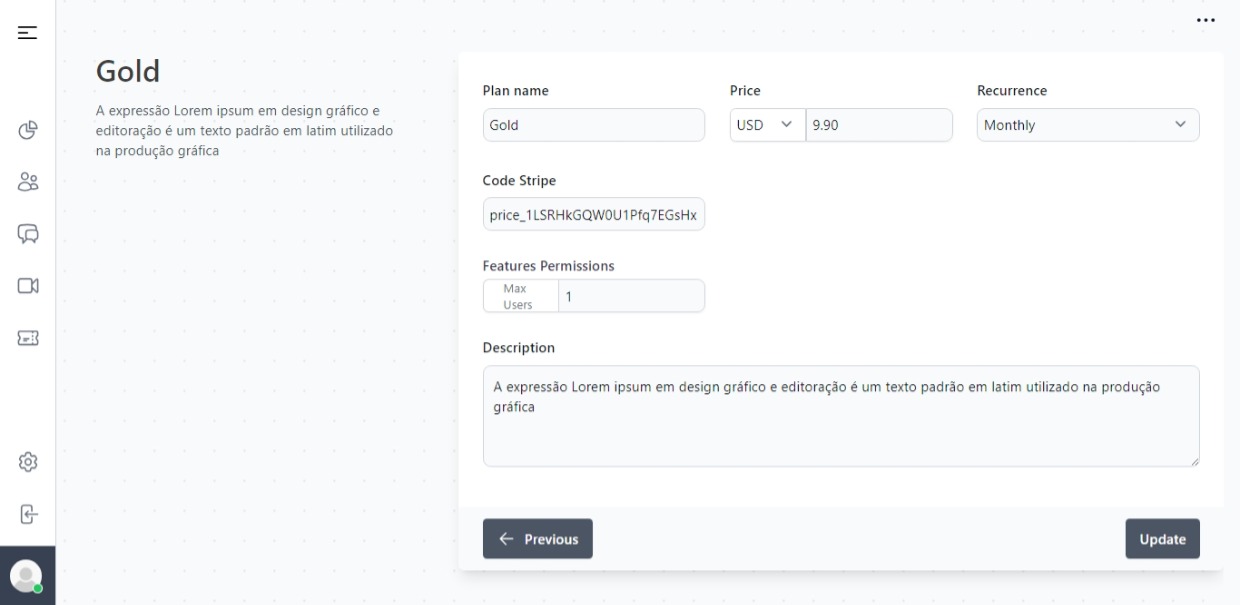 Gold
A expressão Lorem ipsum em design gráfico e
editoração é um texto padrão em latim utilizado
na produção gráfica
Plan name
Price
Recurrence
Gold
USD
9.90
Monthly
Code Stripe
price_1LSRHkGQW0U1Pfq7EGsHx
Features Permissions
Max
Users
1
Description
A expressão Lorem ipsum em design gráfico e editoração é um texto padrão em latim utilizado na produção
gráfica
Previous
Update